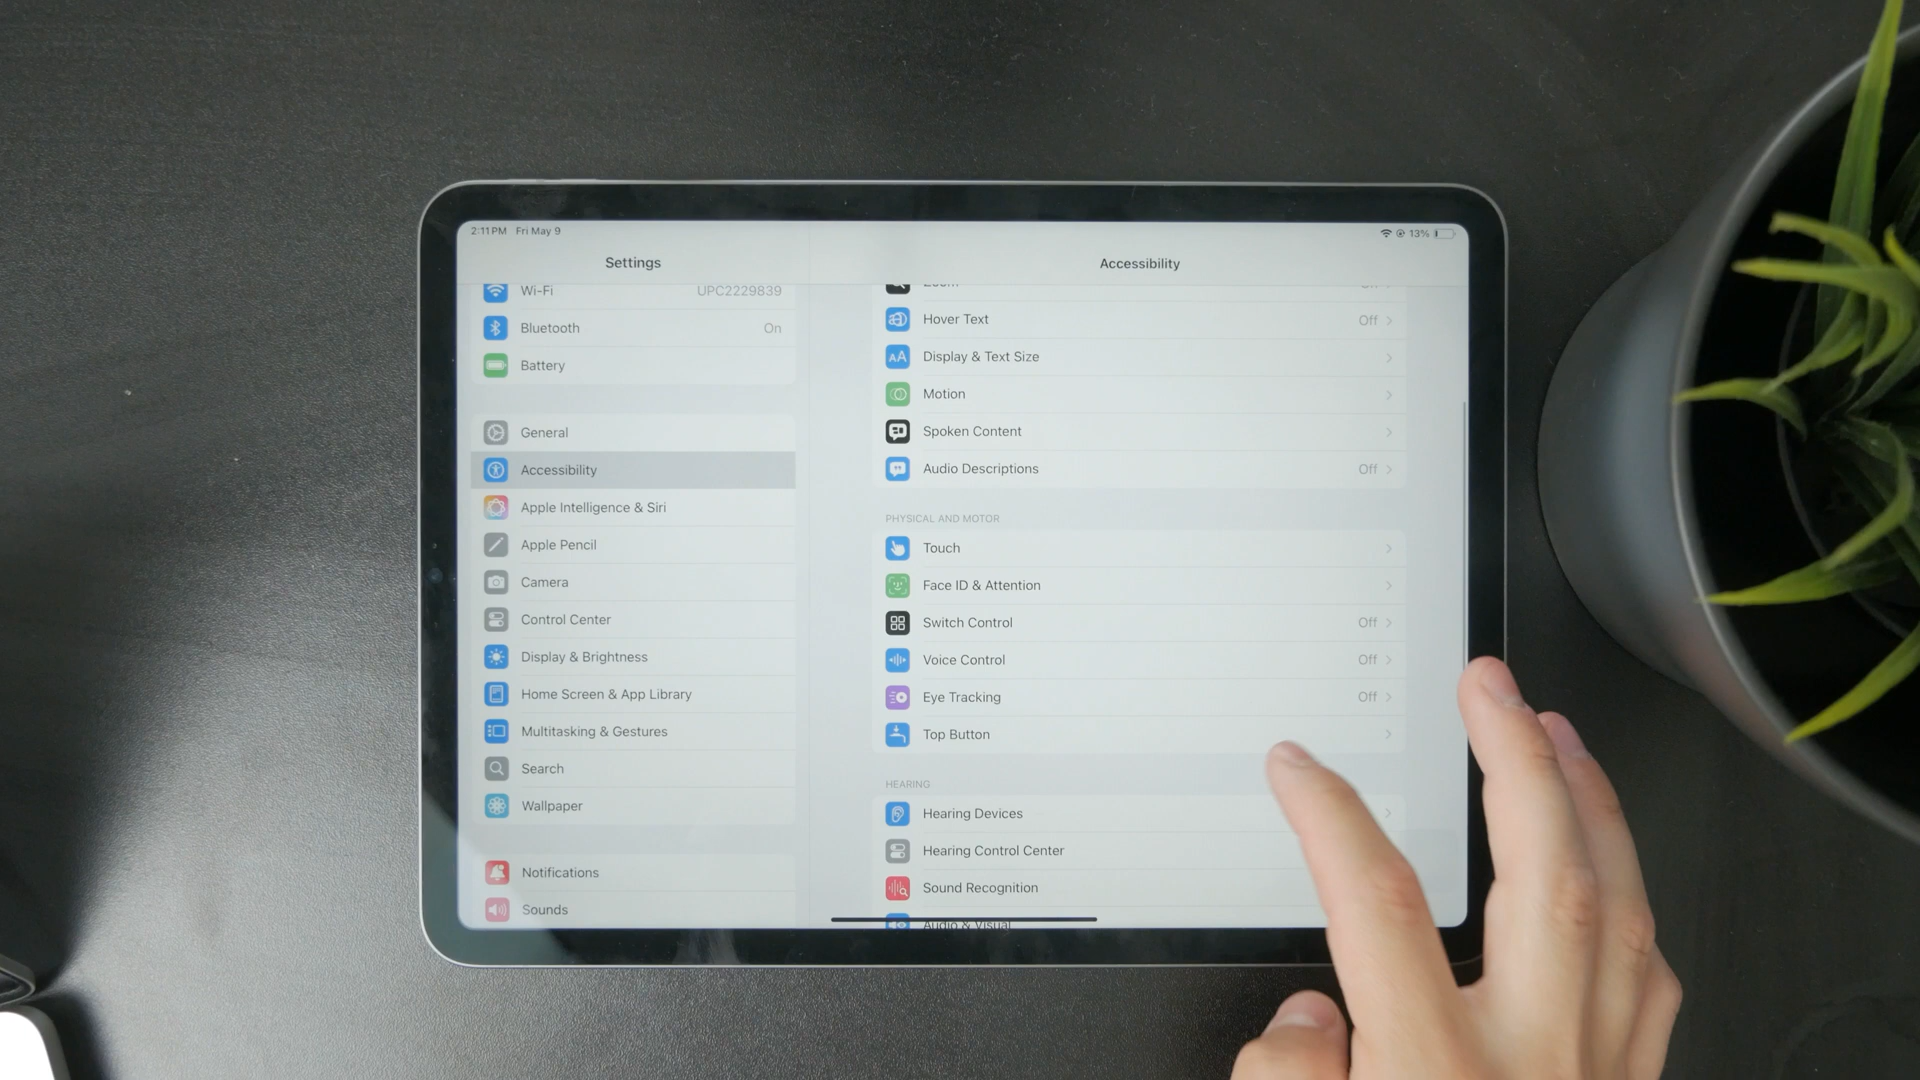 2:11 PM Fri May 9
13%
Settings
Wi-Fi UPC2229839
Bluetooth On
Battery
General
Accessibility
Apple Intelligence & Siri
Apple Pencil
Camera
Control Center
Display & Brightness
Home Screen & App Library
Multitasking & Gestures
Search
Wallpaper
Notifications
Sounds
Accessibility
Hover Text Off
Display & Text Size
Motion
Spoken Content
Audio Descriptions Off
PHYSICAL AND MOTOR
Touch
Face ID & Attention
Switch Control Off
Voice Control Off
Eye Tracking Off
Top Button
HEARING
Hearing Devices
Hearing Control Center
Sound Recognition
Audio & Visual